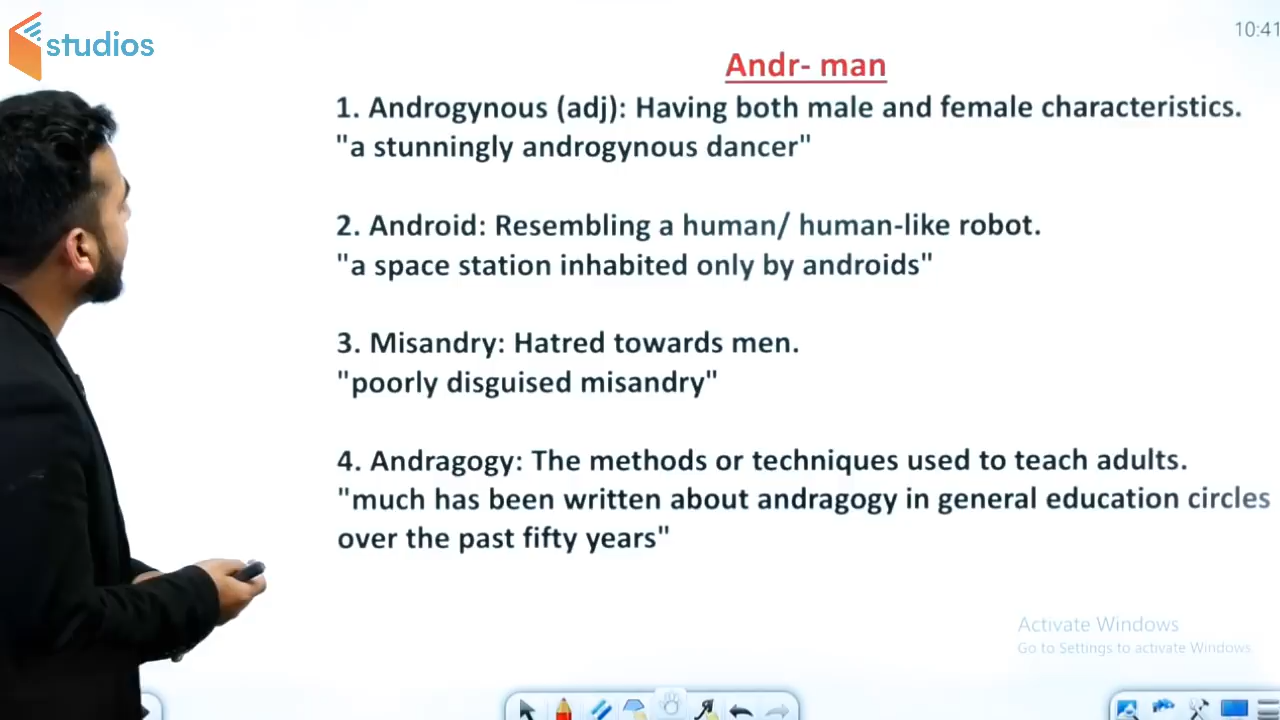 studios
10:41
Andr- man
1. Androgynous (adj): Having both male and female characteristics.
"a stunningly androgynous dancer"
2. Android: Resembling a human/ human-like robot.
"a space station inhabited only by androids"
3. Misandry: Hatred towards men.
"poorly disguised misandry"
4. Andragogy: The methods or techniques used to teach adults.
"much has been written about andragogy in general education circles
over the past fifty years"
Activate Windows
Go to Settings to activate Windows.